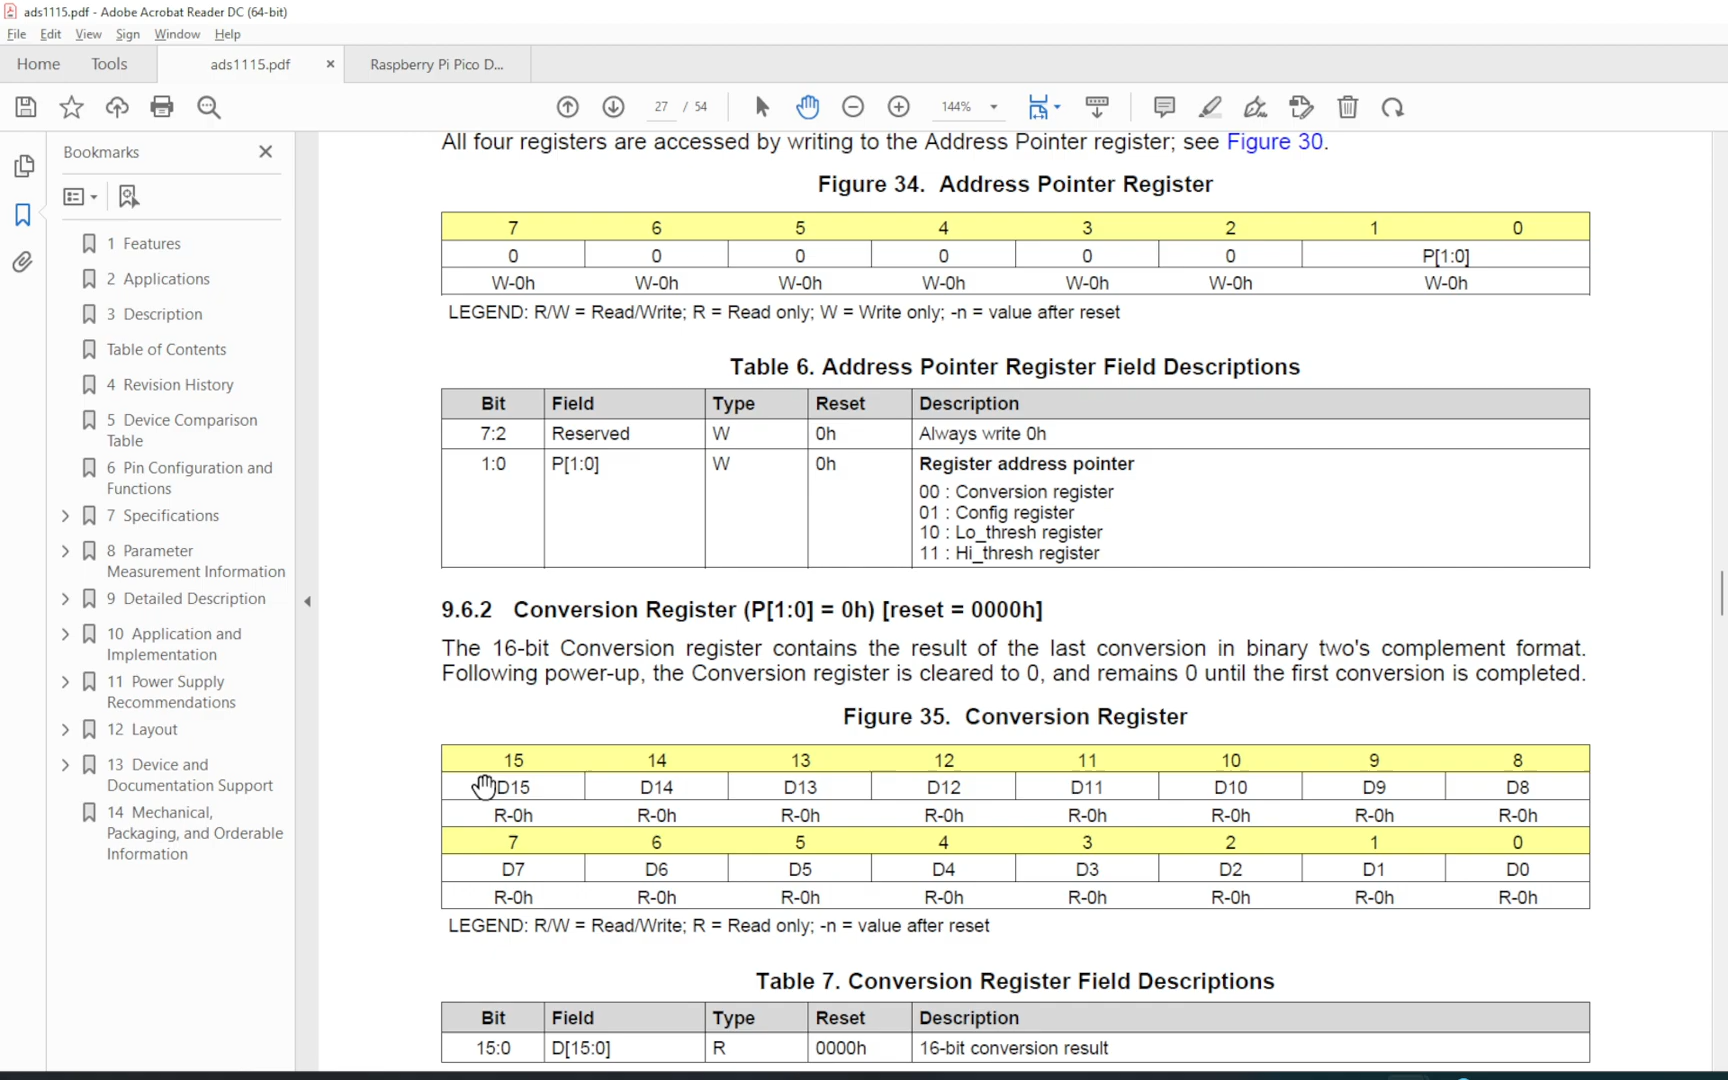 ads1115.pdf - Adobe Acrobat Reader DC (64-bit)
File Edit View Sign Window Help
Home Tools ads1115.pdf × Raspberry Pi Pico D...
27 / 54 144%
Bookmarks
1 Features
2 Applications
3 Description
Table of Contents
4 Revision History
5 Device Comparison
Table
6 Pin Configuration and
Functions
7 Specifications
8 Parameter
Measurement Information
9 Detailed Description
10 Application and
Implementation
11 Power Supply
Recommendations
12 Layout
13 Device and
Documentation Support
14 Mechanical,
Packaging, and Orderable
Information
All four registers are accessed by writing to the Address Pointer register; see Figure 30.
Figure 34. Address Pointer Register
7 6 5 4 3 2 1 0
0 0 0 0 0 0 P[1:0]
W-0h W-0h W-0h W-0h W-0h W-0h W-0h
LEGEND: R/W = Read/Write; R = Read only; W = Write only; -n = value after reset
Table 6. Address Pointer Register Field Descriptions
Bit Field Type Reset Description
7:2 Reserved W 0h Always write 0h
1:0 P[1:0] W 0h Register address pointer
00 : Conversion register
01 : Config register
10 : Lo_thresh register
11 : Hi_thresh register
9.6.2 Conversion Register (P[1:0] = 0h) [reset = 0000h]
The 16-bit Conversion register contains the result of the last conversion in binary two's complement format.
Following power-up, the Conversion register is cleared to 0, and remains 0 until the first conversion is completed.
Figure 35. Conversion Register
15 14 13 12 11 10 9 8
D15 D14 D13 D12 D11 D10 D9 D8
R-0h R-0h R-0h R-0h R-0h R-0h R-0h R-0h
7 6 5 4 3 2 1 0
D7 D6 D5 D4 D3 D2 D1 D0
R-0h R-0h R-0h R-0h R-0h R-0h R-0h R-0h
LEGEND: R/W = Read/Write; R = Read only; -n = value after reset
Table 7. Conversion Register Field Descriptions
Bit Field Type Reset Description
15:0 D[15:0] R 0000h 16-bit conversion result